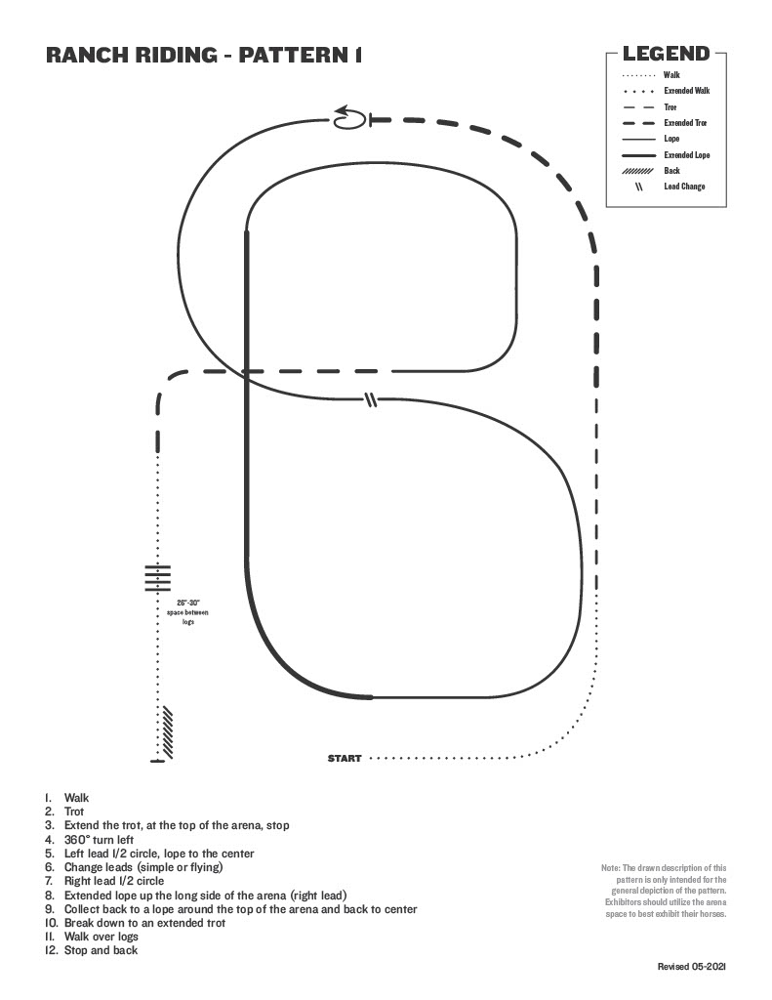 RANCH RIDING - PATTERN 1
LEGEND
Walk
Extended Walk
Trot
Extended Trot
Lope
Extended Lope
Back
Lead Change
26"-30"
space between
logs
START
1. Walk
2. Trot
3. Extend the trot, at the top of the arena, stop
4. 360° turn left
5. Left lead 1/2 circle, lope to the center
6. Change leads (simple or flying)
7. Right lead 1/2 circle
8. Extended lope up the long side of the arena (right lead)
9. Collect back to a lope around the top of the arena and back to center
10. Break down to an extended trot
11. Walk over logs
12. Stop and back
Note: The drawn description of this
pattern is only intended for the
general depiction of the pattern.
Exhibitors should utilize the arena
space to best exhibit their horses.
Revised 05-2021